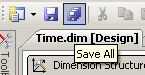 Time.dim [Design]
Save All
Dimension Structure